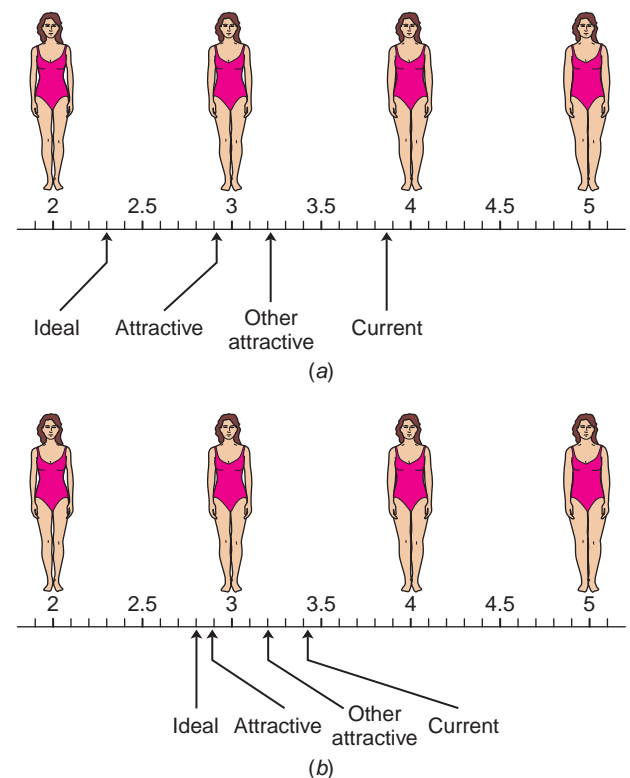 2 2.5 3 3.5 4 4.5 5
Ideal Attractive Other attractive Current
(a)
2 2.5 3 3.5 4 4.5 5
Ideal Attractive Other attractive Current
(b)